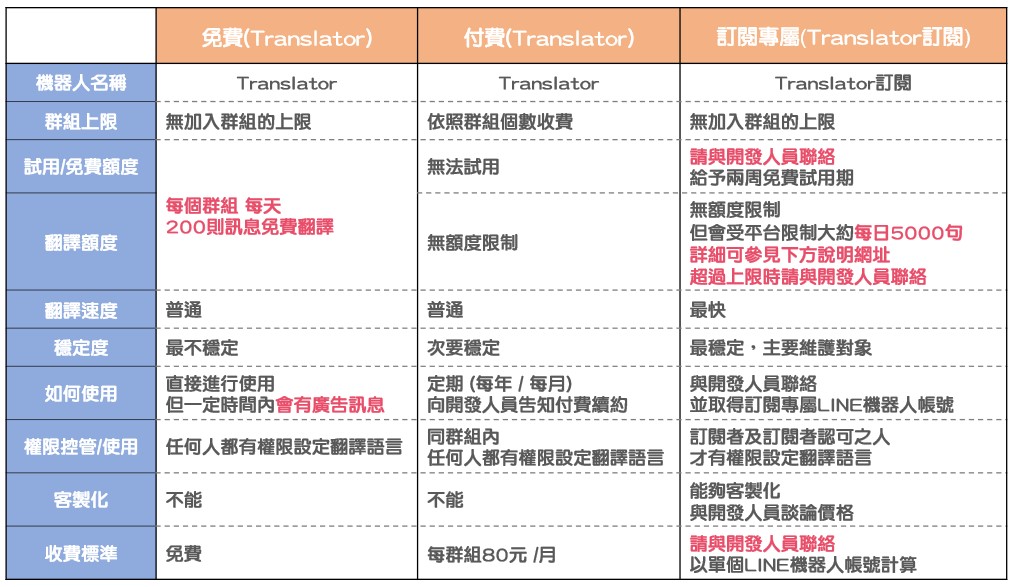 免費(Translator)
付費(Translator)
訂閱專屬(Translator訂閱)
機器人名稱
Translator
Translator
Translator訂閱
群組上限
無加入群組的上限
依照群組個數收費
無加入群組的上限
試用/免費額度
每個群組 每天
200則訊息免費翻譯
無法試用
請與開發人員聯絡
給予兩周免費試用期
翻譯額度
無額度限制
無額度限制
但會受平台限制大約每日5000句
詳細可參見下方說明網址
超過上限時請與開發人員聯絡
翻譯速度
普通
普通
最快
穩定度
最不穩定
次要穩定
最穩定，主要維護對象
如何使用
直接進行使用
但一定時間內會有廣告訊息
定期 (每年 / 每月)
向開發人員告知付費續約
與開發人員聯絡
並取得訂閱專屬LINE機器人帳號
權限控管/使用
任何人都有權限設定翻譯語言
同群組內
任何人都有權限設定翻譯語言
訂閱者及訂閱者認可之人
才有權限設定翻譯語言
客製化
不能
不能
能夠客製化
與開發人員談論價格
收費標準
免費
每群組80元 /月
請與開發人員聯絡
以單個LINE機器人帳號計算